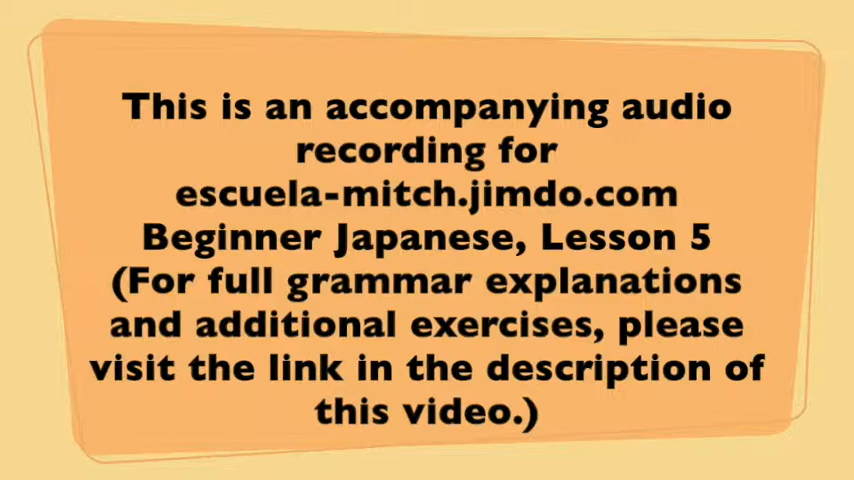 This is an accompanying audio
recording for
escuela-mitch.jimdo.com
Beginner Japanese, Lesson 5
(For full grammar explanations
and additional exercises, please
visit the link in the description of
this video.)